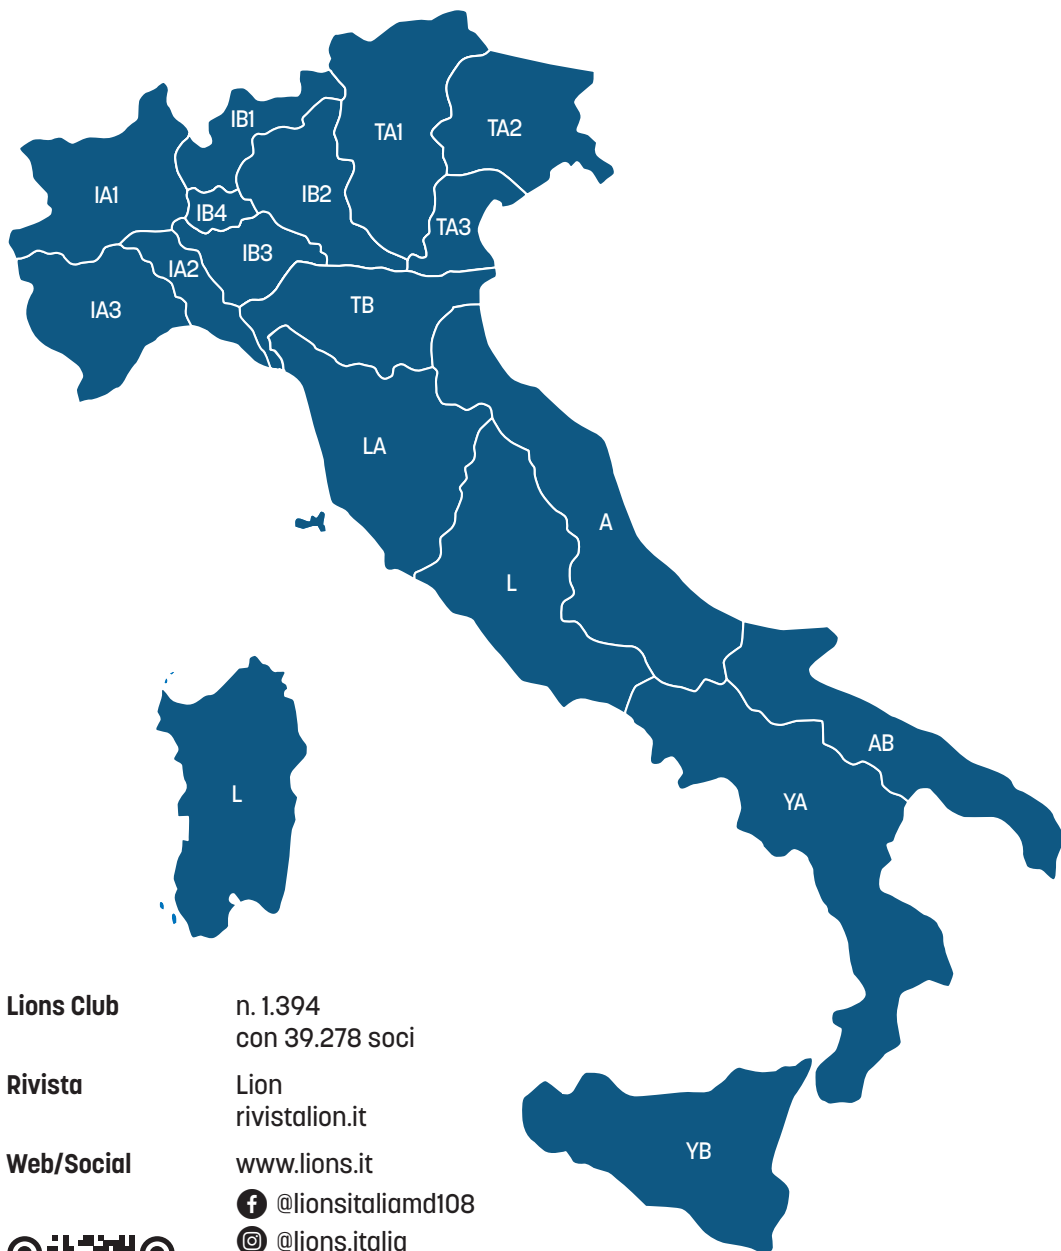 IB1
TA1
TA2
IA1
IB2
IB4
TA3
IB3
IA2
IA3
TB
LA
A
L
AB
L
YA
Lions Club n. 1.394
con 39.278 soci
Rivista Lion
rivistalion.it
YB
Web/Social www.lions.it
@lionsitaliamd108
@lions.italia